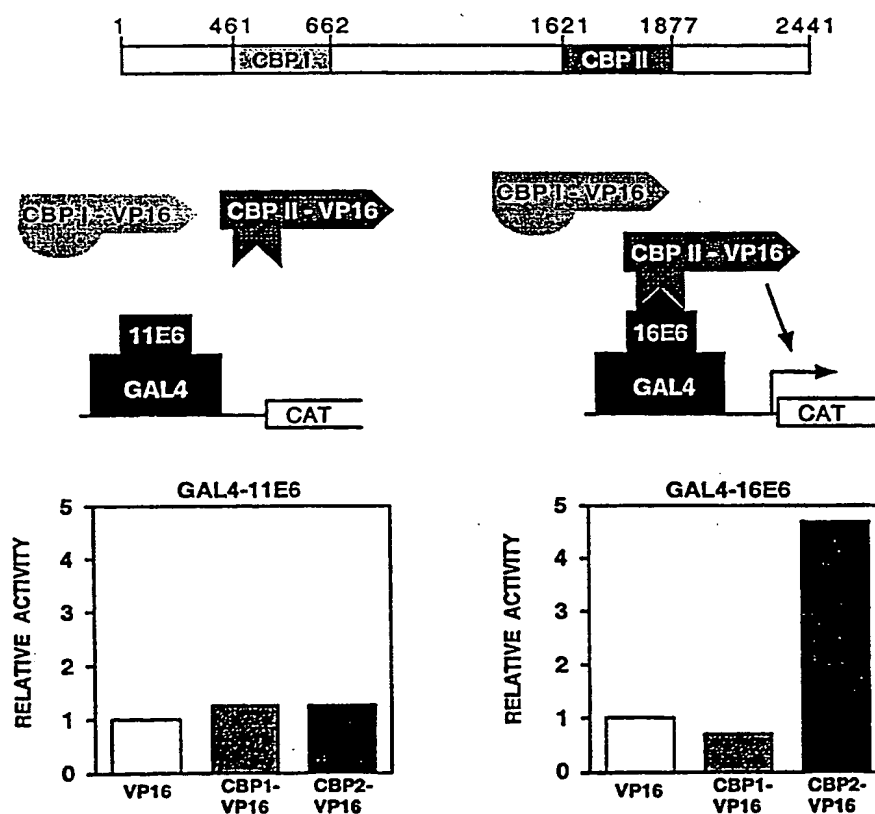 1 461 662 1621 1877 2441
CBP I CBP II
CBP I - VP16 CBP II - VP16
CBP I - VP16
CBP II - VP16
11E6
GAL4
CAT
16E6
GAL4
CAT
GAL4-11E6
RELATIVE ACTIVITY
5
4
3
2
1
0
VP16
CBP1-
VP16
CBP2-
VP16
GAL4-16E6
RELATIVE ACTIVITY
5
4
3
2
1
0
VP16
CBP1-
VP16
CBP2-
VP16